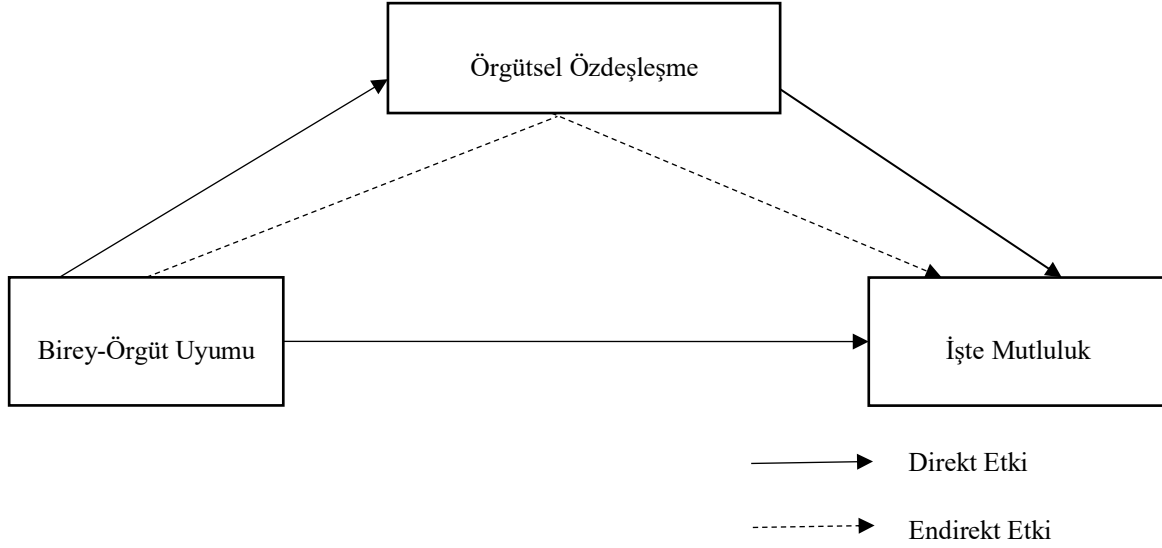 Örgütsel Özdeşleşme
Birey-Örgüt Uyumu
İşte Mutluluk
Direkt Etki
Endirekt Etki